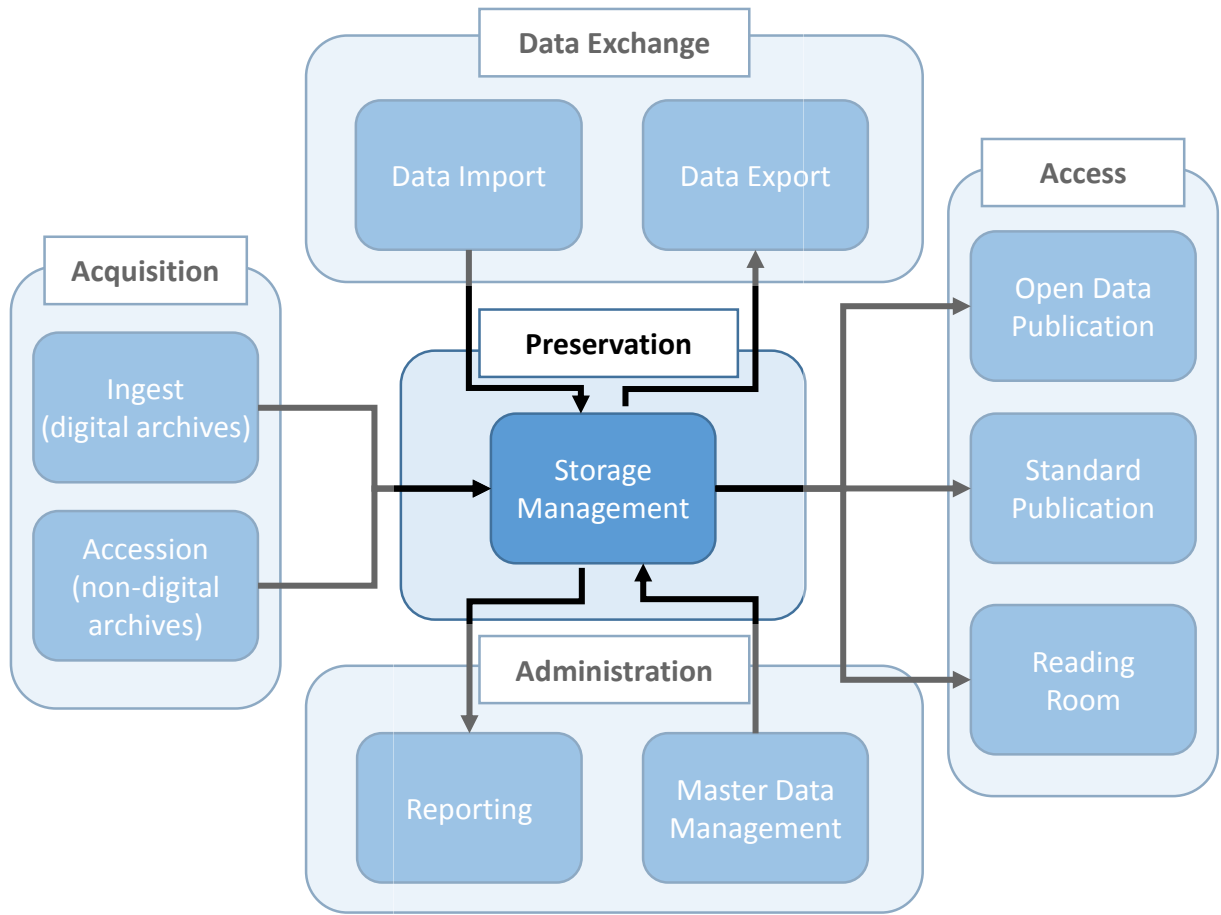 Data Exchange
Data Import
Data Export
Access
Open Data
Publication
Standard
Publication
Reading
Room
Acquisition
Ingest
(digital archives)
Accession
(non-digital
archives)
Preservation
Storage
Management
Administration
Reporting
Master Data
Management